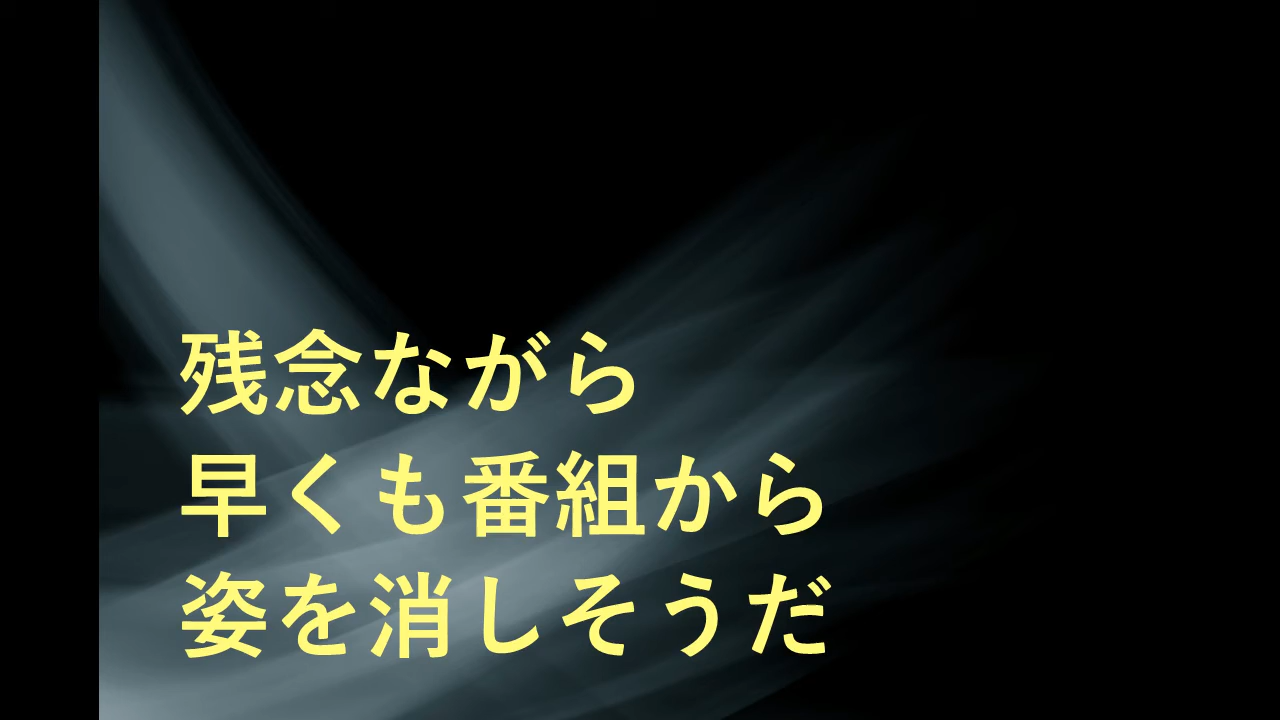 残念ながら
早くも番組から
姿を消しそうだ